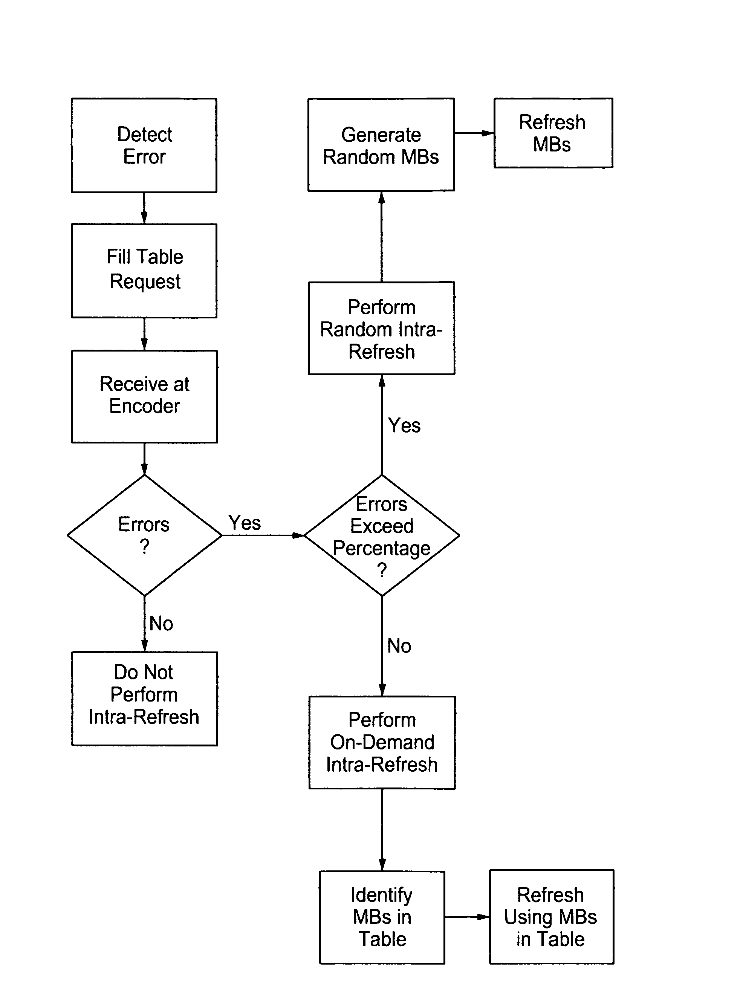 Detect
Error
Fill Table
Request
Receive at
Encoder
Errors
?
Yes
No
Do Not
Perform
Intra-Refresh
Errors
Exceed
Percentage
?
Yes
Perform
Random Intra-
Refresh
Generate
Random MBs
Refresh
MBs
No
Perform
On-Demand
Intra-Refresh
Identify
MBs in
Table
Refresh
Using MBs
in Table